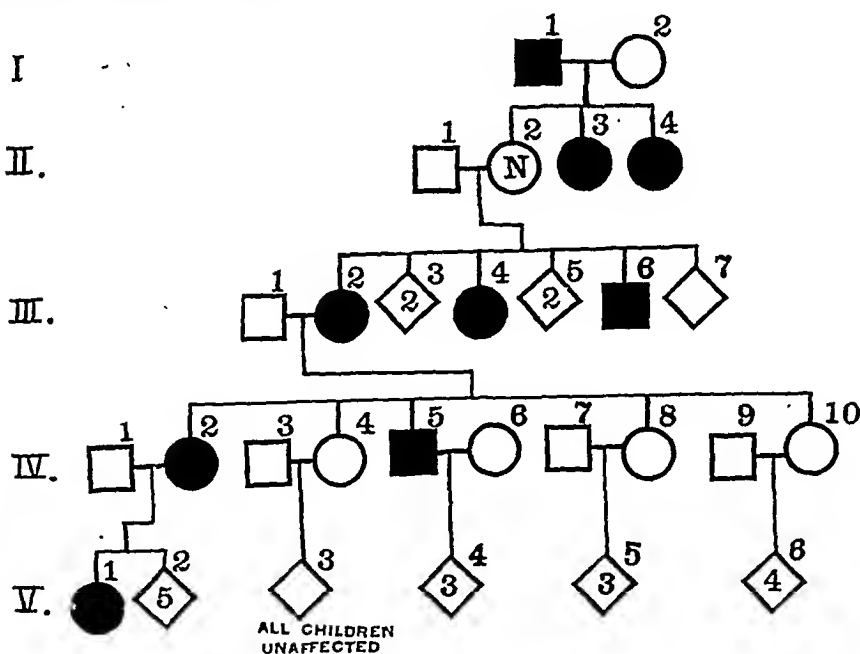 1 2
I
1 2 3 4
II.
N
1 2 3 4 5 6 7
III.
2 2
1 2 3 4 5 6 7 8 9 10
IV.
1 2 3 4 5 6
V.
5 3 3 4
ALL CHILDREN
UNAFFECTED